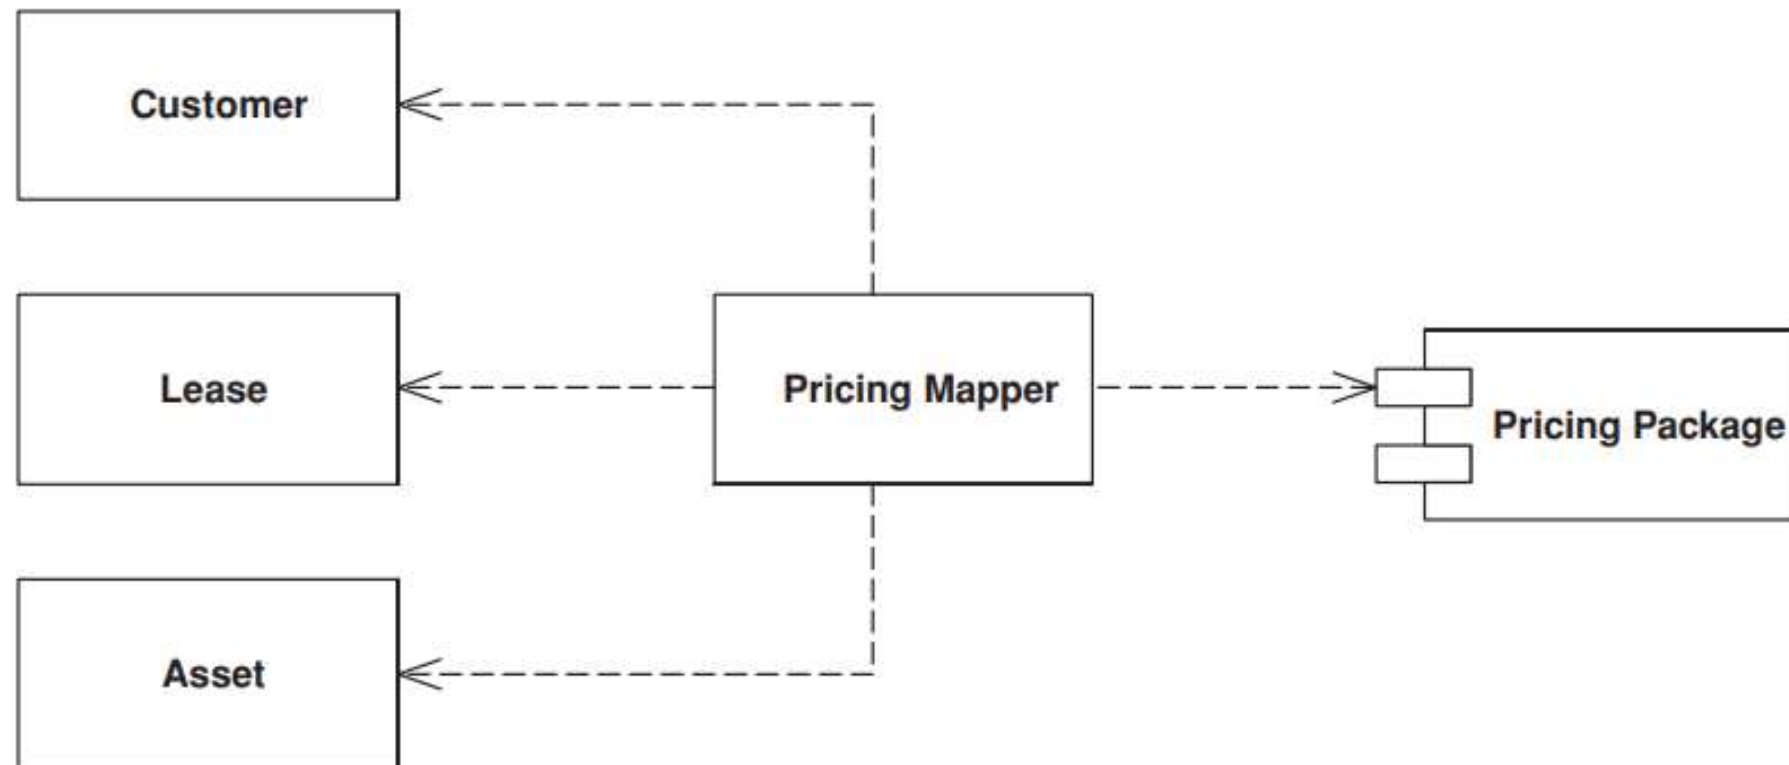 Customer
Lease
Pricing Mapper
Pricing Package
Asset